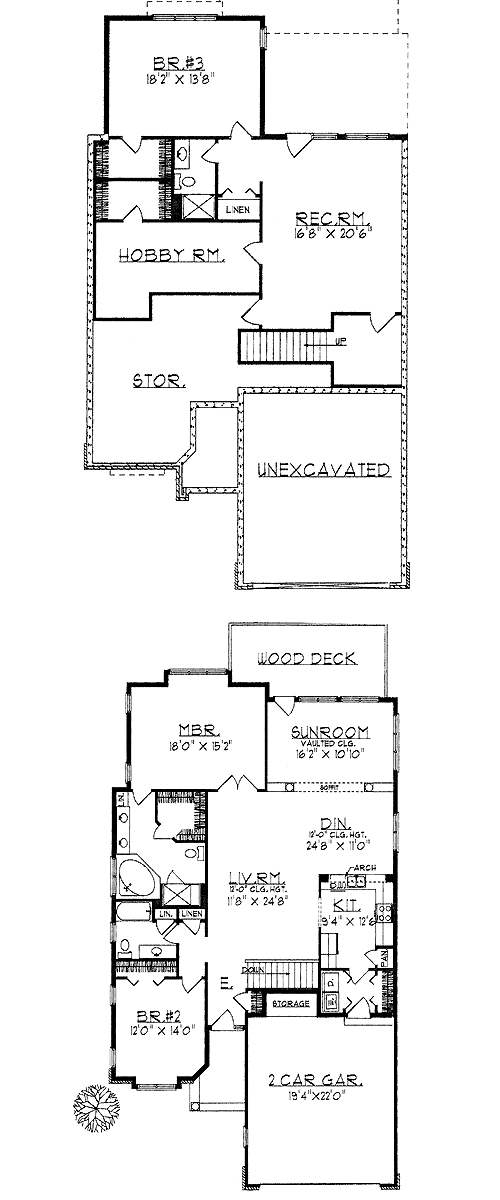 BR.#3
18'2" X 13'8"
LINEN
REC.RM.
16'8" X 20'6"
HOBBY RM.
UP
STOR.
UNEXCAVATED
WOOD DECK
MBR.
18'0" X 15'2"
SUNROOM
VAULTED CLG.
16'2" X 10'10"
SOFFIT
LIN.
DIN.
12'-0" CLG. HGT.
24'8" X 11'0"
LIV.RM.
12'-0" CLG. HGT.
11'8" X 24'8"
ARCH
KIT.
9'4" X 12'6
LIN.
LINEN
PAN
DOWN
E.
D.
STORAGE
BR.#2
12'0" X 14'0"
2 CAR GAR.
19'4"X22'0"